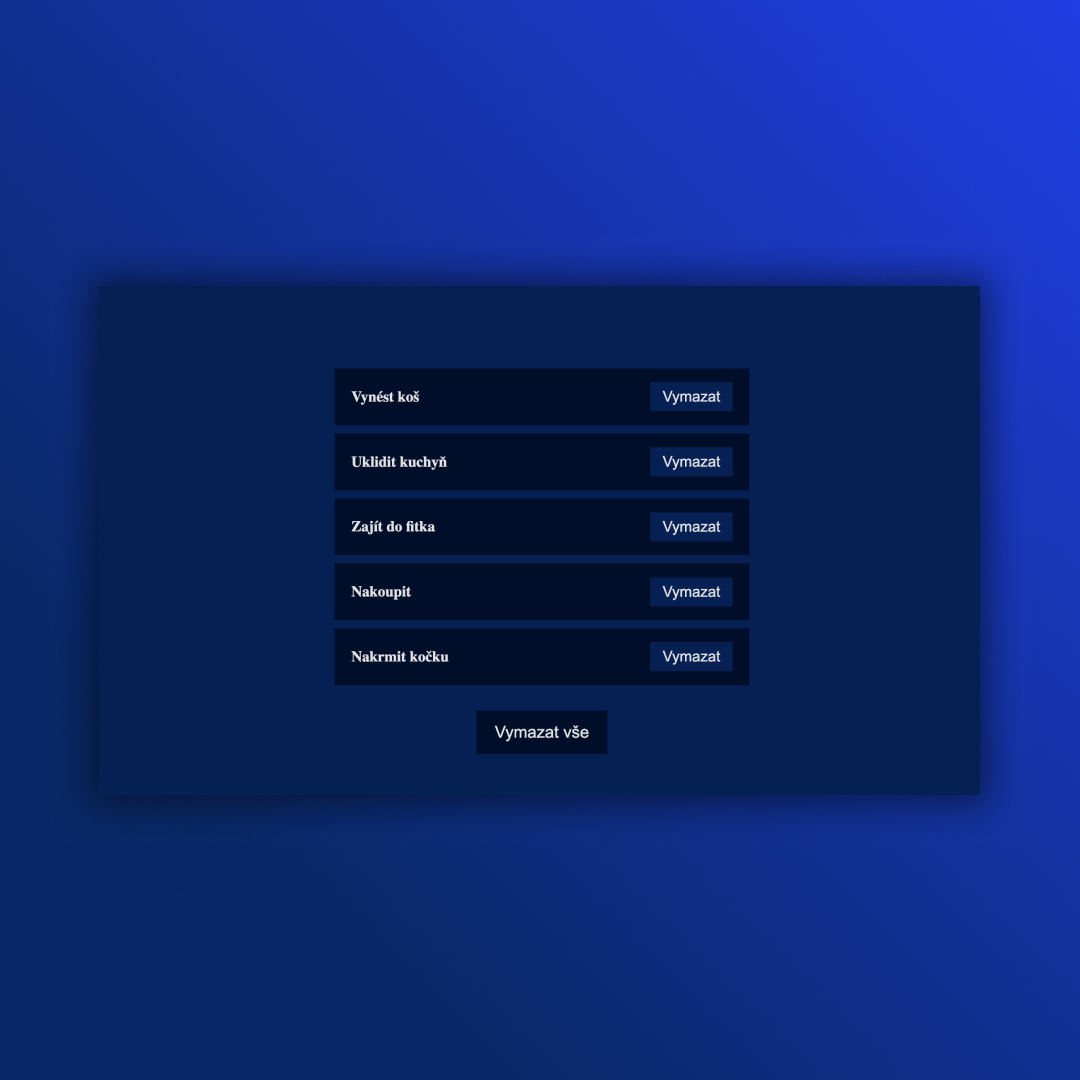 Vynést koš Vymazat
Uklidit kuchyň Vymazat
Zajít do fitka Vymazat
Nakoupit Vymazat
Nakrmit kočku Vymazat
Vymazat vše